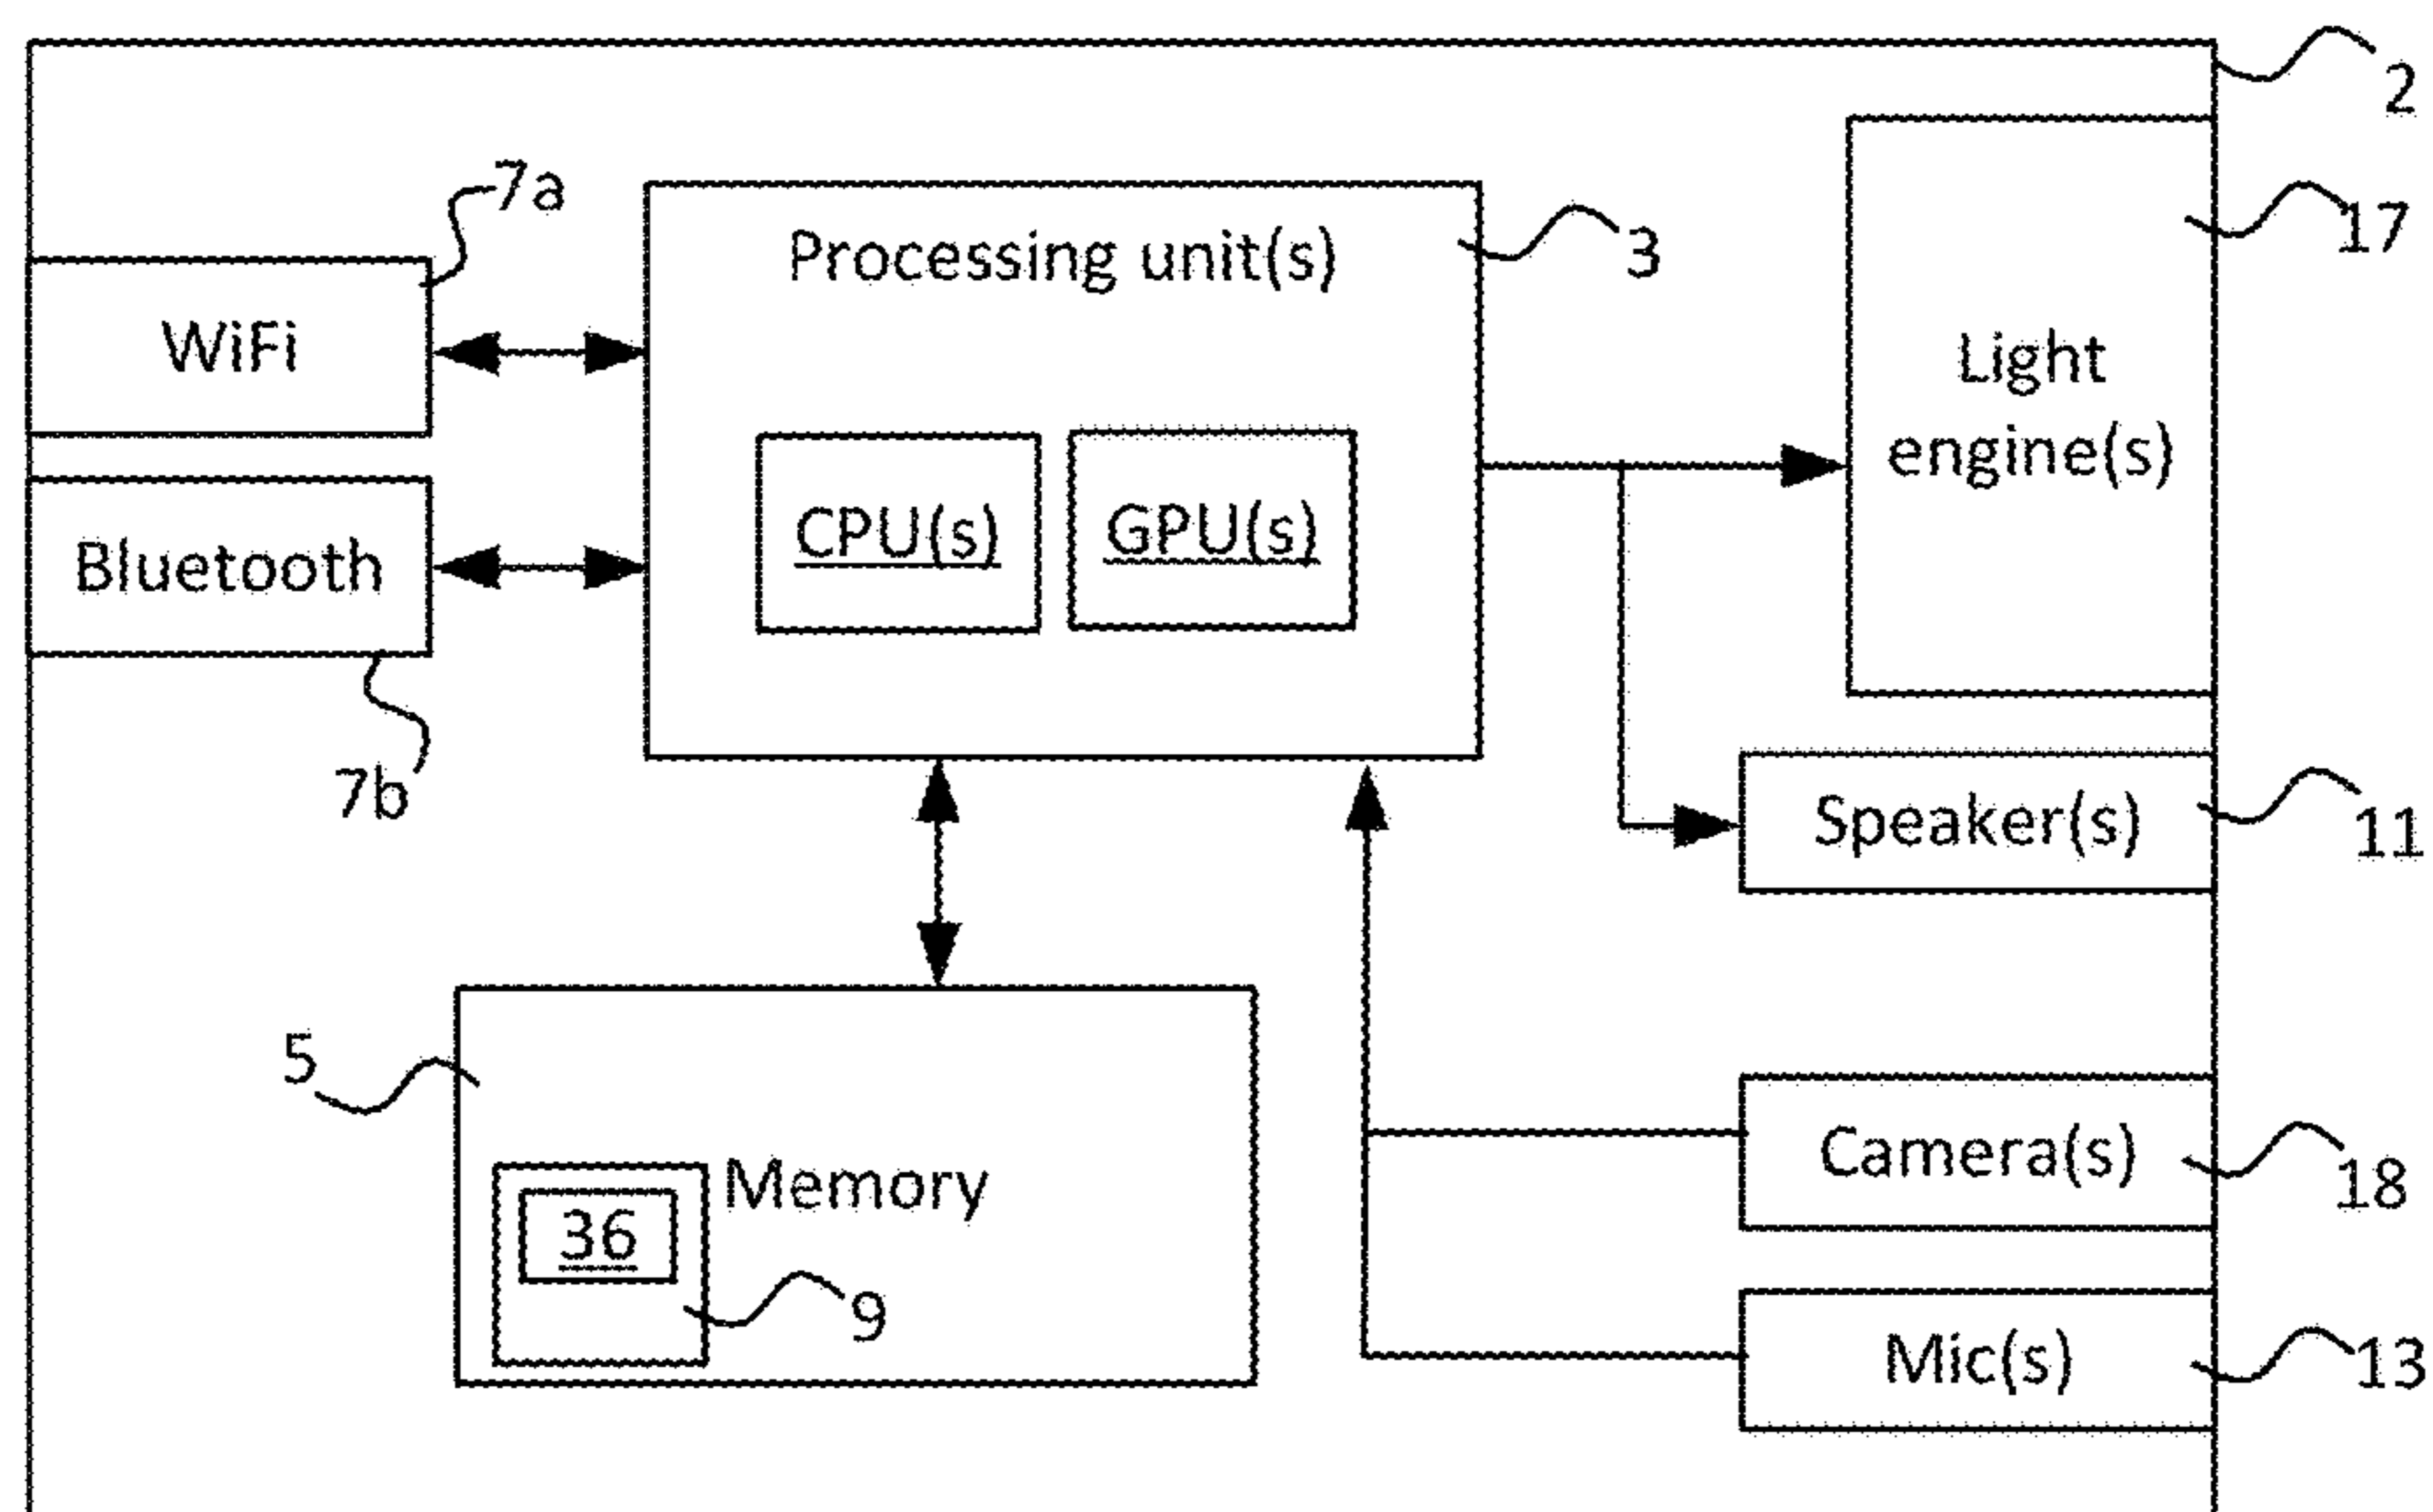 2
7a
17
Processing unit(s)
3
WiFi
Light
engine(s)
CPU(s)
GPU(s)
Bluetooth
7b
Speaker(s)
11
5
Camera(s)
18
Memory
36
9
Mic(s)
13